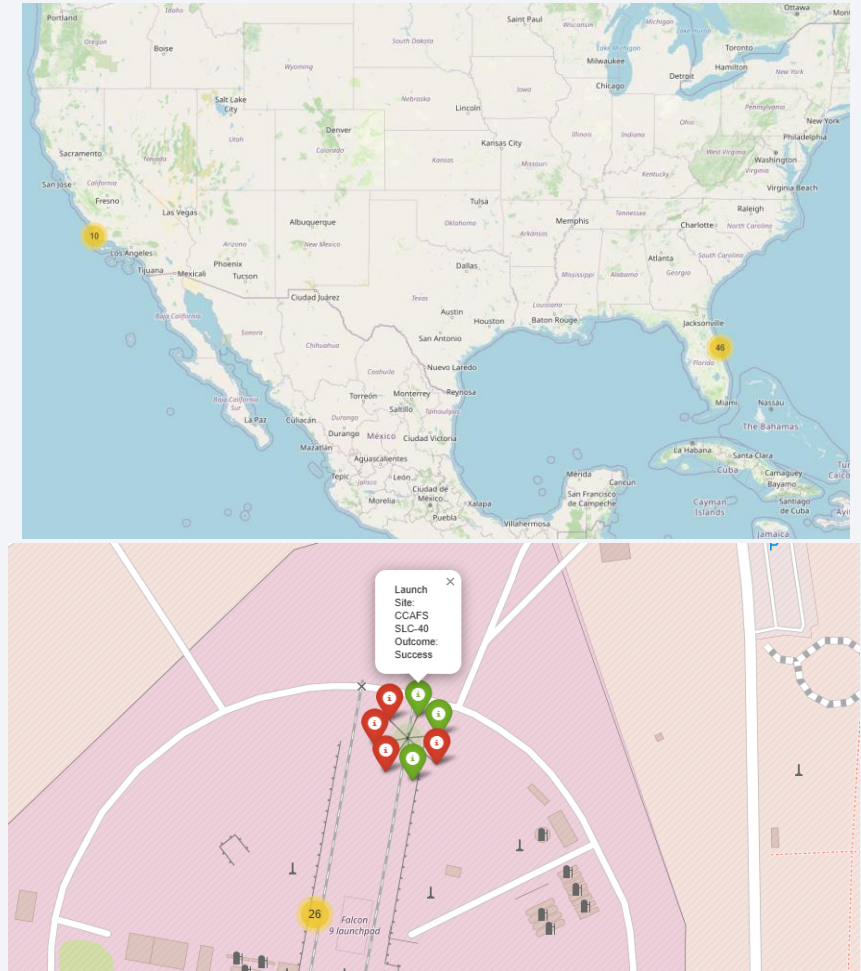 Portland
Idaho
Saint Paul
Wisconsin
Michigan
Lake Huron
Ottawa
Oregon
Boise
South Dakota
Lake Michigan
Toronto
Wyoming
Milwaukee
Hamilton
New York
Detroit
Chicago
Salt Lake
City
Nebraska
Iowa
Lincoln
Pennsylvania
New York
Denver
Utah
Colorado
Kansas City
Illinois
Indiana
Ohio
Philadelphia
Sacramento
Nevada
Kansas
Missouri
West Virginia
Washington
San Jose
California
Kentucky
Virginia
Virginia Beach
Fresno
Las Vegas
Tulsa
Raleigh
Albuquerque
Oklahoma
Memphis
Tennessee
Charlotte
North Carolina
10
Los Angeles
Arizona
New Mexico
Arkansas
Phoenix
Atlanta
South Carolina
Tijuana
Mexicali
Tucson
Dallas
Mississippi
Alabama
Georgia
Ciudad Juárez
Texas
Louisiana
Baja California
Austin
Houston
Baton Rouge
Jacksonville
Sonora
Chihuahua
San Antonio
46
Florida
Coahuila
Nuevo Laredo
Baja California
Sur
Torreón
Monterrey
Reynosa
Miami
Nassau
La Paz
Culiacán
Saltillo
Tamaulipas
Durango
The Bahamas
Durango
México
Ciudad Victoria
Mazatlán
La Habana
Santa Clara
Aguascalientes
Cuba
Tepic
Jalisco
León
Mérida
Cancun
Camaguey
Bayamo
Morelia
Ciudad de
México
Xalapa
San Francisco
de Campeche
Cayman
Islands
Santiago
de Cuba
Puebla
Villahermosa
Jamaica
Launch
Site:
CCAFS
SLC-40
Outcome:
Success
×
i
i
i
i
i
i
i
26
Falcon
9 launchpad